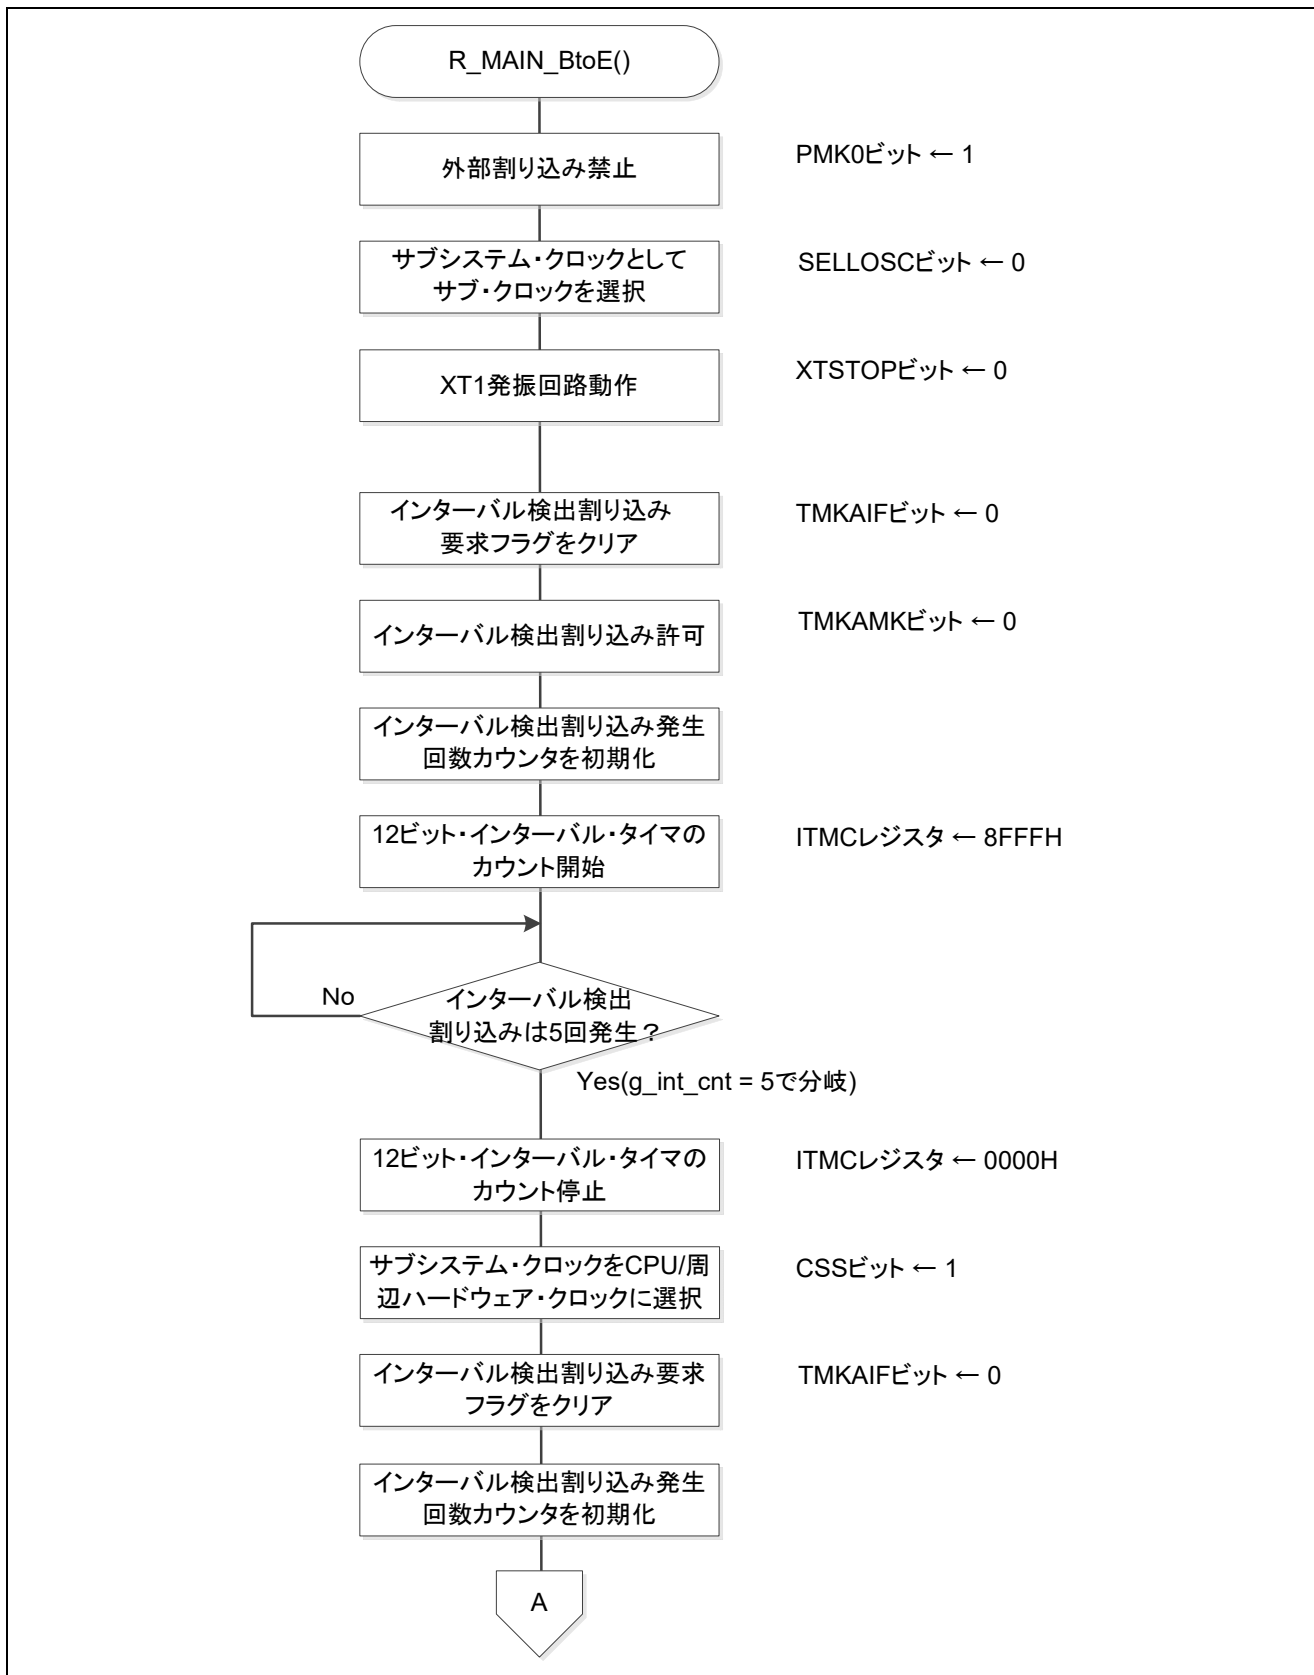 R_MAIN_BtoE()
外部割り込み禁止
PMK0ビット ← 1
サブシステム・クロックとして
サブ・クロックを選択
SELLOSCビット ← 0
XT1発振回路動作
XTSTOPビット ← 0
インターバル検出割り込み
要求フラグをクリア
TMKAIFビット ← 0
インターバル検出割り込み許可
TMKAMKビット ← 0
インターバル検出割り込み発生
回数カウンタを初期化
12ビット・インターバル・タイマの
カウント開始
ITMCレジスタ ← 8FFFH
No
インターバル検出
割り込みは5回発生？
Yes(g_int_cnt = 5で分岐)
12ビット・インターバル・タイマの
カウント停止
ITMCレジスタ ← 0000H
サブシステム・クロックをCPU/周
辺ハードウェア・クロックに選択
CSSビット ← 1
インターバル検出割り込み要求
フラグをクリア
TMKAIFビット ← 0
インターバル検出割り込み発生
回数カウンタを初期化
A